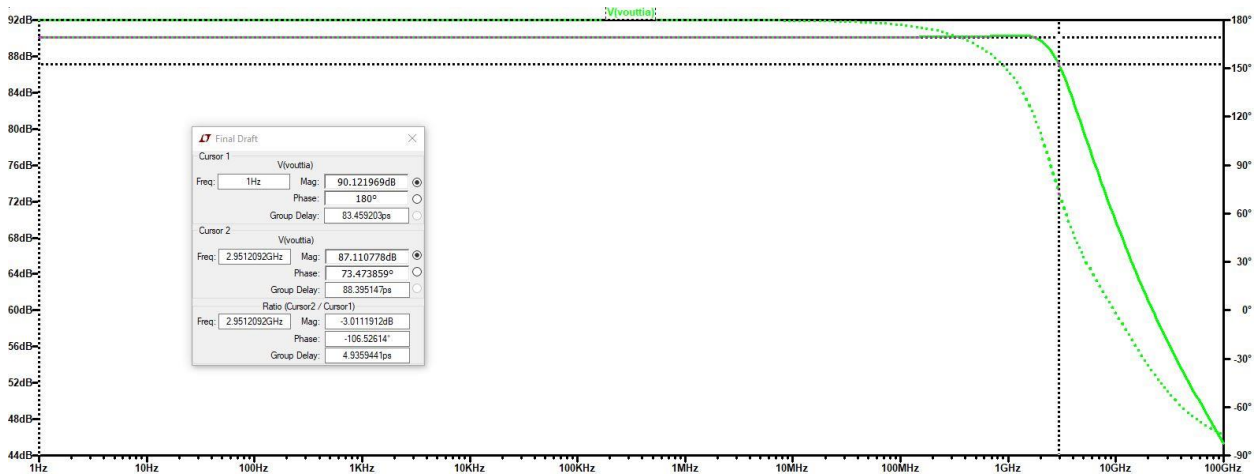 V(vouttia)
92dB
88dB
84dB
80dB
76dB
72dB
68dB
64dB
60dB
56dB
52dB
48dB
44dB
180°
150°
120°
90°
60°
30°
0°
-30°
-60°
-90°
1Hz 10Hz 100Hz 1KHz 10KHz 100KHz 1MHz 10MHz 100MHz 1GHz 10GHz 100GHz
Final Draft
Cursor 1
V(vouttia)
Freq: 1Hz Mag: 90.121969dB
Phase: 180°
Group Delay: 83.459203ps
Cursor 2
V(vouttia)
Freq: 2.9512092GHz Mag: 87.110778dB
Phase: 73.473859°
Group Delay: 88.395147ps
Ratio (Cursor2 / Cursor1)
Freq: 2.9512092GHz Mag: -3.0111912dB
Phase: -106.52614°
Group Delay: 4.9359441ps